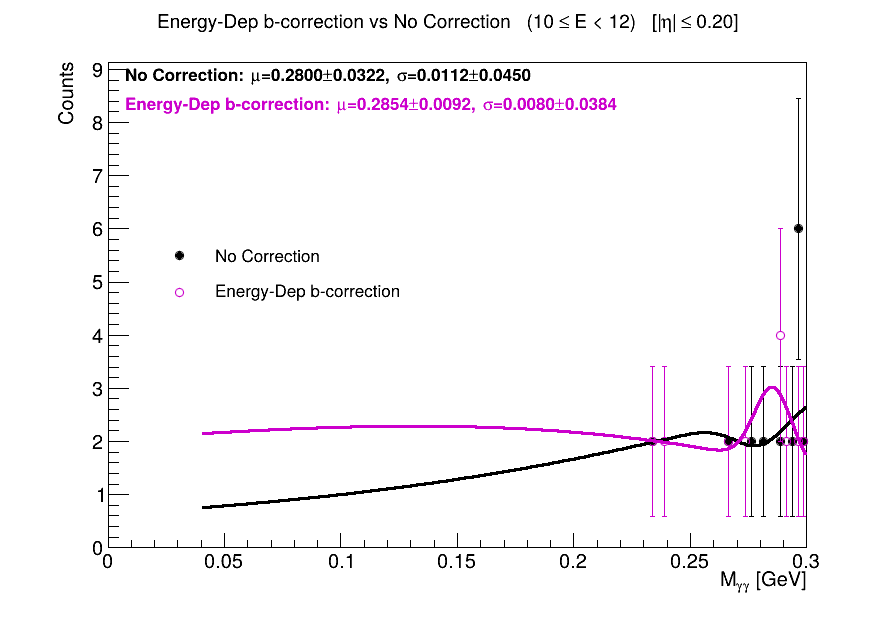 Energy-Dep b-correction vs No Correction (10 ≤ E < 12) [|η| ≤ 0.20]
No Correction: μ=0.2800±0.0322, σ=0.0112±0.0450
Energy-Dep b-correction: μ=0.2854±0.0092, σ=0.0080±0.0384
Counts
9
8
7
6
5
4
3
2
1
0
No Correction
Energy-Dep b-correction
0 0.05 0.1 0.15 0.2 0.25 0.3
Mγγ [GeV]